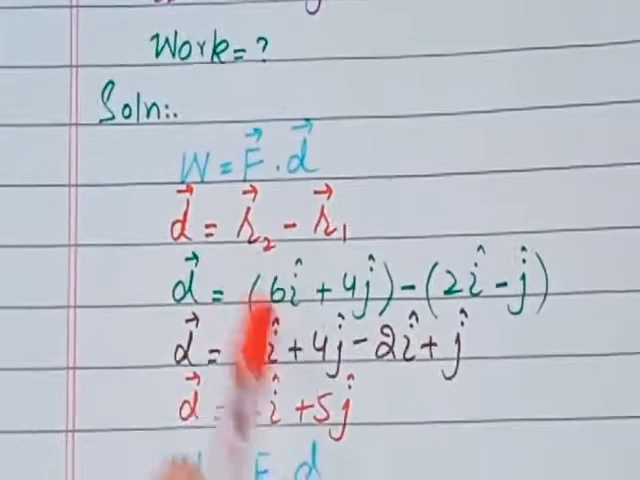 Work=?
Soln:.
W = F⃗ . d⃗
d⃗ = r⃗₂ - r⃗₁
d⃗ = (6î + 4ĵ) - (2î - ĵ)
d⃗ = î + 4ĵ - 2î + ĵ
d⃗ = î + 5ĵ
F . d